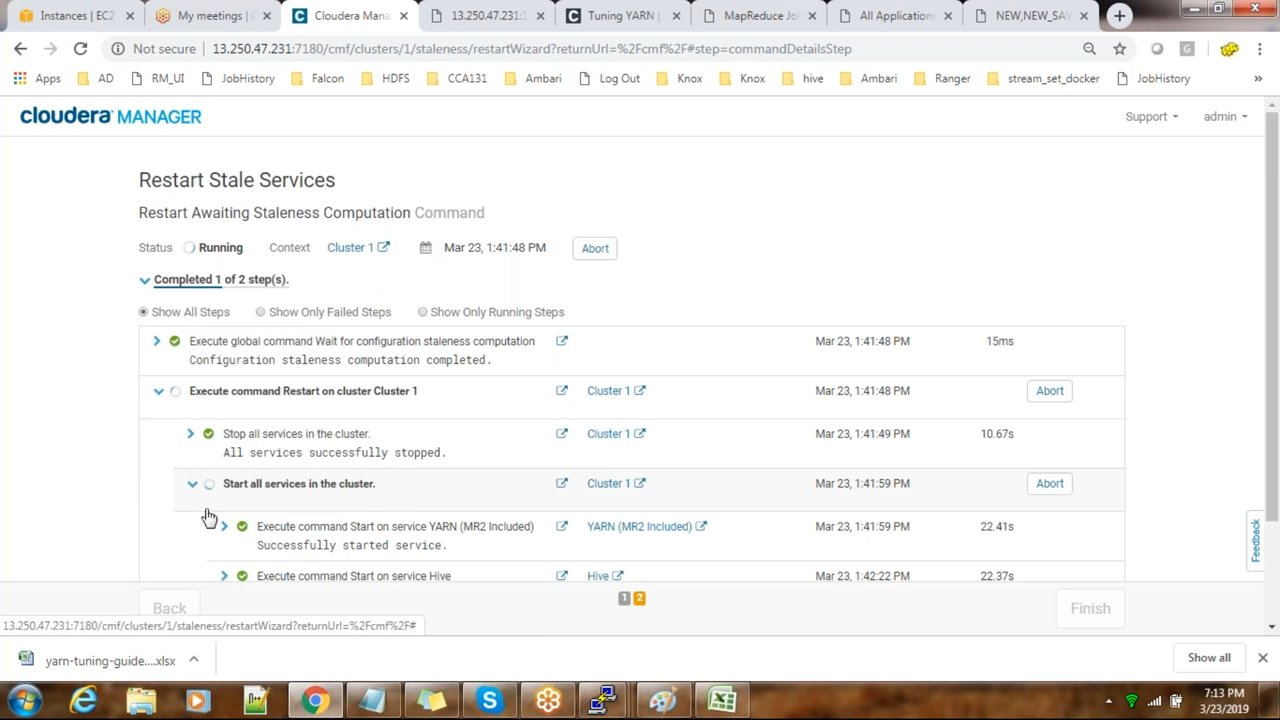 Instances | EC2
My meetings | C
Cloudera Mana
13.250.47.231:
Tuning YARN |
MapReduce Jo
All Application
NEW,NEW_SAV
Not secure
13.250.47.231:7180/cmf/clusters/1/staleness/restartWizard?returnUrl=%2Fcmf%2F#step=commandDetailsStep
Apps AD RM_UI JobHistory Falcon HDFS CCA131 Ambari Log Out Knox Knox hive Ambari Ranger stream_set_docker JobHistory »
cloudera MANAGER
Support
admin
Restart Stale Services
Restart Awaiting Staleness Computation Command
Status Running Context Cluster 1 Mar 23, 1:41:48 PM Abort
Completed 1 of 2 step(s).
Show All Steps Show Only Failed Steps Show Only Running Steps
Execute global command Wait for configuration staleness computation Mar 23, 1:41:48 PM 15ms
Configuration staleness computation completed.
Execute command Restart on cluster Cluster 1 Cluster 1 Mar 23, 1:41:48 PM Abort
Stop all services in the cluster. Cluster 1 Mar 23, 1:41:49 PM 10.67s
All services successfully stopped.
Start all services in the cluster. Cluster 1 Mar 23, 1:41:59 PM Abort
Execute command Start on service YARN (MR2 Included) YARN (MR2 Included) Mar 23, 1:41:59 PM 22.41s
Successfully started service.
Execute command Start on service Hive Hive Mar 23, 1:42:22 PM 22.37s
Feedback
Back 1 2 Finish
13.250.47.231:7180/cmf/clusters/1/staleness/restartWizard?returnUrl=%2Fcmf%2F#
yarn-tuning-guide....xlsx
Show all
7:13 PM
3/23/2019